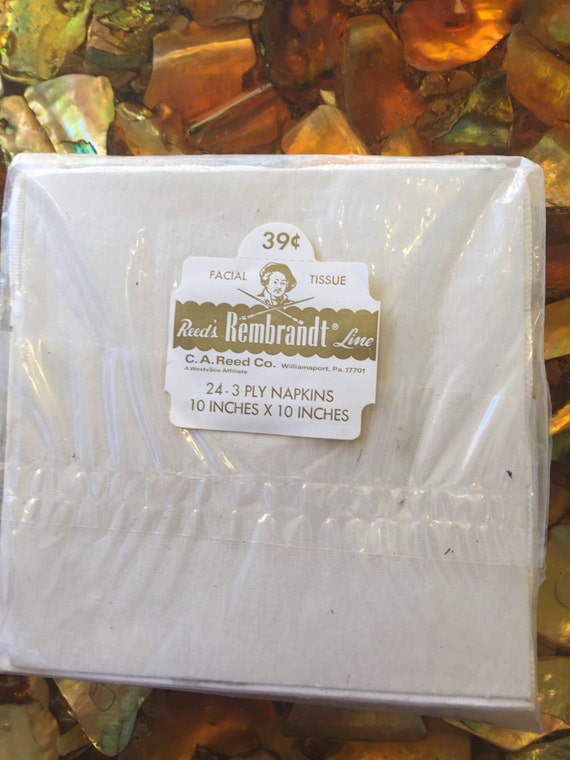 39¢
FACIAL TISSUE
Reed's Rembrandt® Line
C. A. Reed Co. Williamsport, Pa. 17701
A Westvāco Affiliate
24-3 PLY NAPKINS
10 INCHES X 10 INCHES